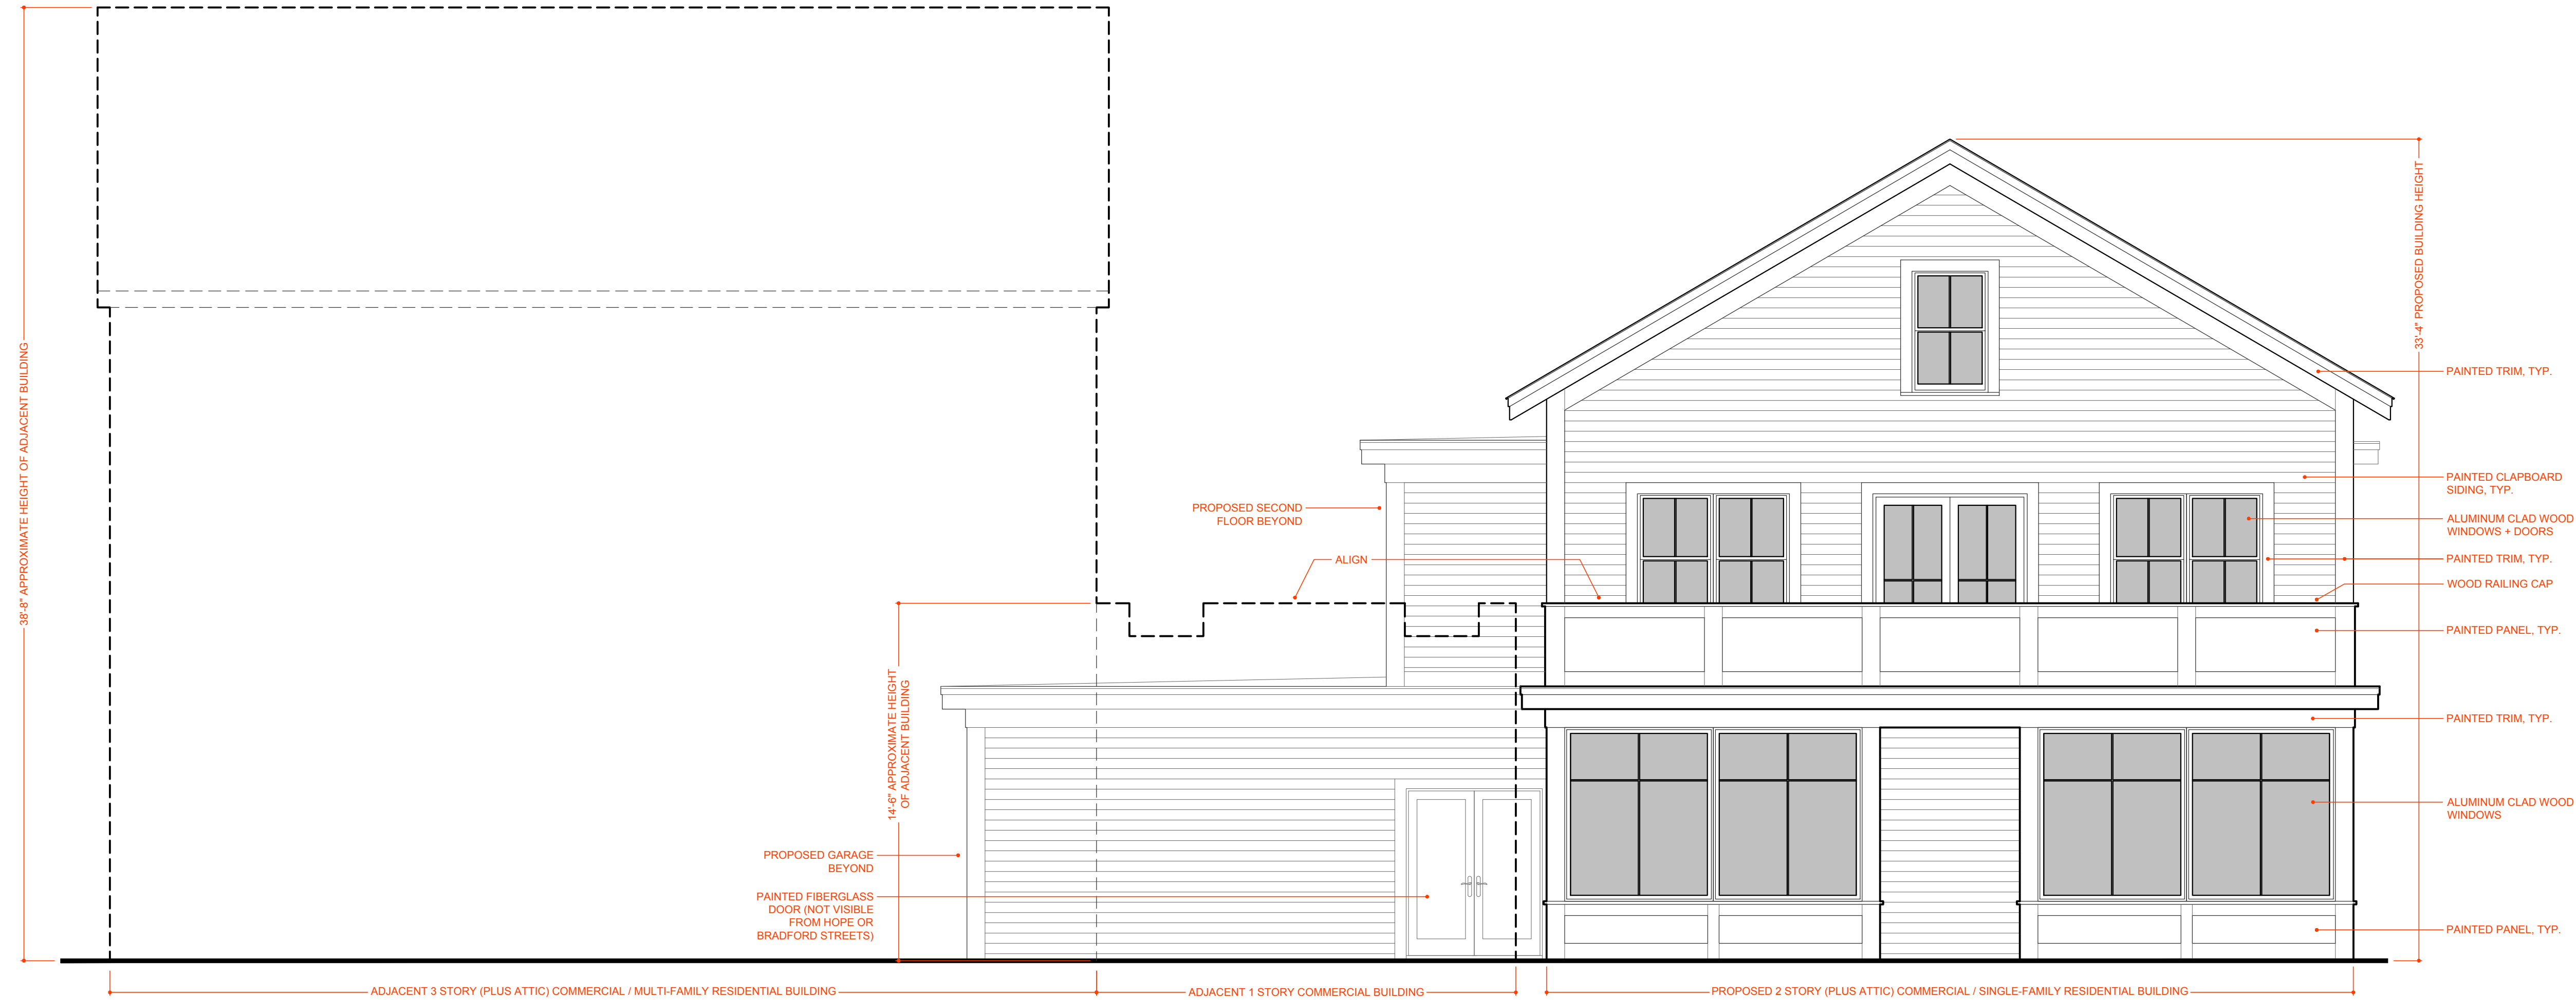 38'-8" APPROXIMATE HEIGHT OF ADJACENT BUILDING
33'-4" PROPOSED BUILDING HEIGHT
PAINTED TRIM, TYP.
PAINTED CLAPBOARD
SIDING, TYP.
PROPOSED SECOND
FLOOR BEYOND
ALUMINUM CLAD WOOD
WINDOWS + DOORS
ALIGN
PAINTED TRIM, TYP.
WOOD RAILING CAP
PAINTED PANEL, TYP.
14'-6" APPROXIMATE HEIGHT
OF ADJACENT BUILDING
PAINTED TRIM, TYP.
ALUMINUM CLAD WOOD
WINDOWS
PROPOSED GARAGE
BEYOND
PAINTED FIBERGLASS
DOOR (NOT VISIBLE
FROM HOPE OR
BRADFORD STREETS)
PAINTED PANEL, TYP.
ADJACENT 3 STORY (PLUS ATTIC) COMMERCIAL / MULTI-FAMILY RESIDENTIAL BUILDING
ADJACENT 1 STORY COMMERCIAL BUILDING
PROPOSED 2 STORY (PLUS ATTIC) COMMERCIAL / SINGLE-FAMILY RESIDENTIAL BUILDING